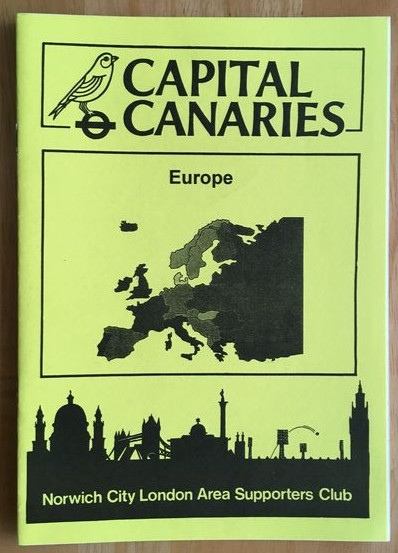 CAPITAL
CANARIES
Europe
Norwich City London Area Supporters Club